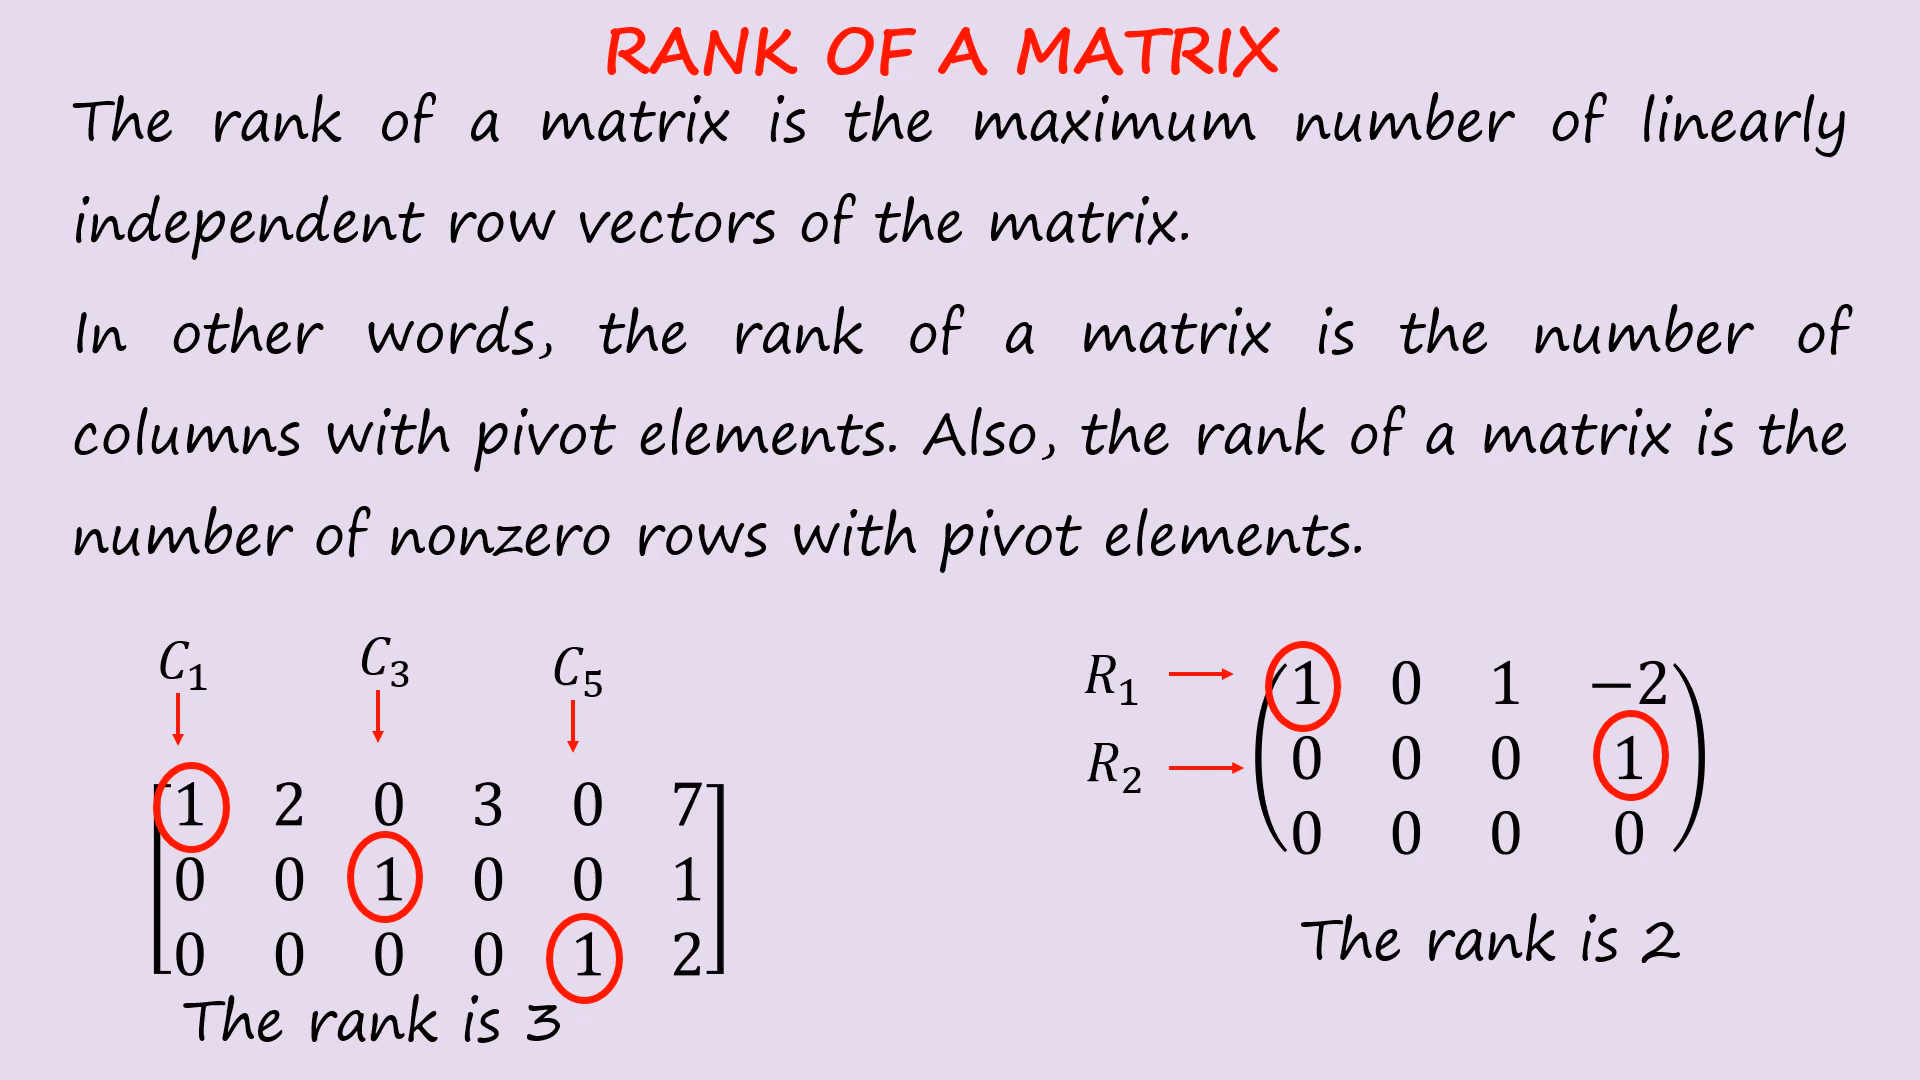 RANK OF A MATRIX
The rank of a matrix is the maximum number of linearly
independent row vectors of the matrix.
In other words, the rank of a matrix is the number of
columns with pivot elements. Also, the rank of a matrix is the
number of nonzero rows with pivot elements.
C₁ C₃ C₅
1 2 0 3 0 7
0 0 1 0 0 1
0 0 0 0 1 2
The rank is 3
R₁ 1 0 1 −2
R₂ 0 0 0 1
0 0 0 0
The rank is 2